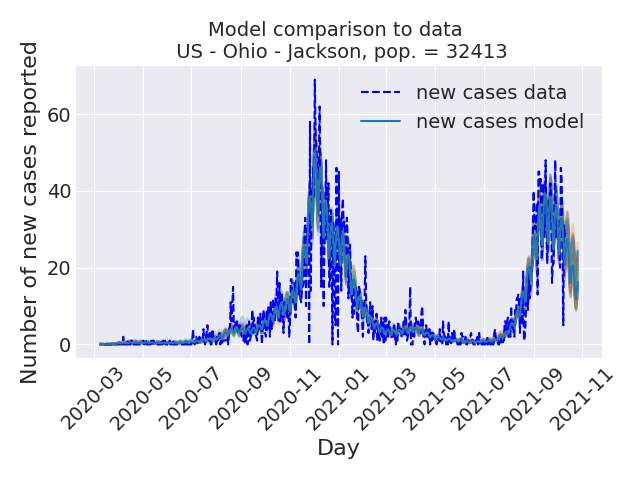 Model comparison to data
US - Ohio - Jackson, pop. = 32413
Number of new cases reported
60
40
20
0
new cases data
new cases model
2020-03
2020-05
2020-07
2020-09
2020-11
2021-01
2021-03
2021-05
2021-07
2021-09
2021-11
Day